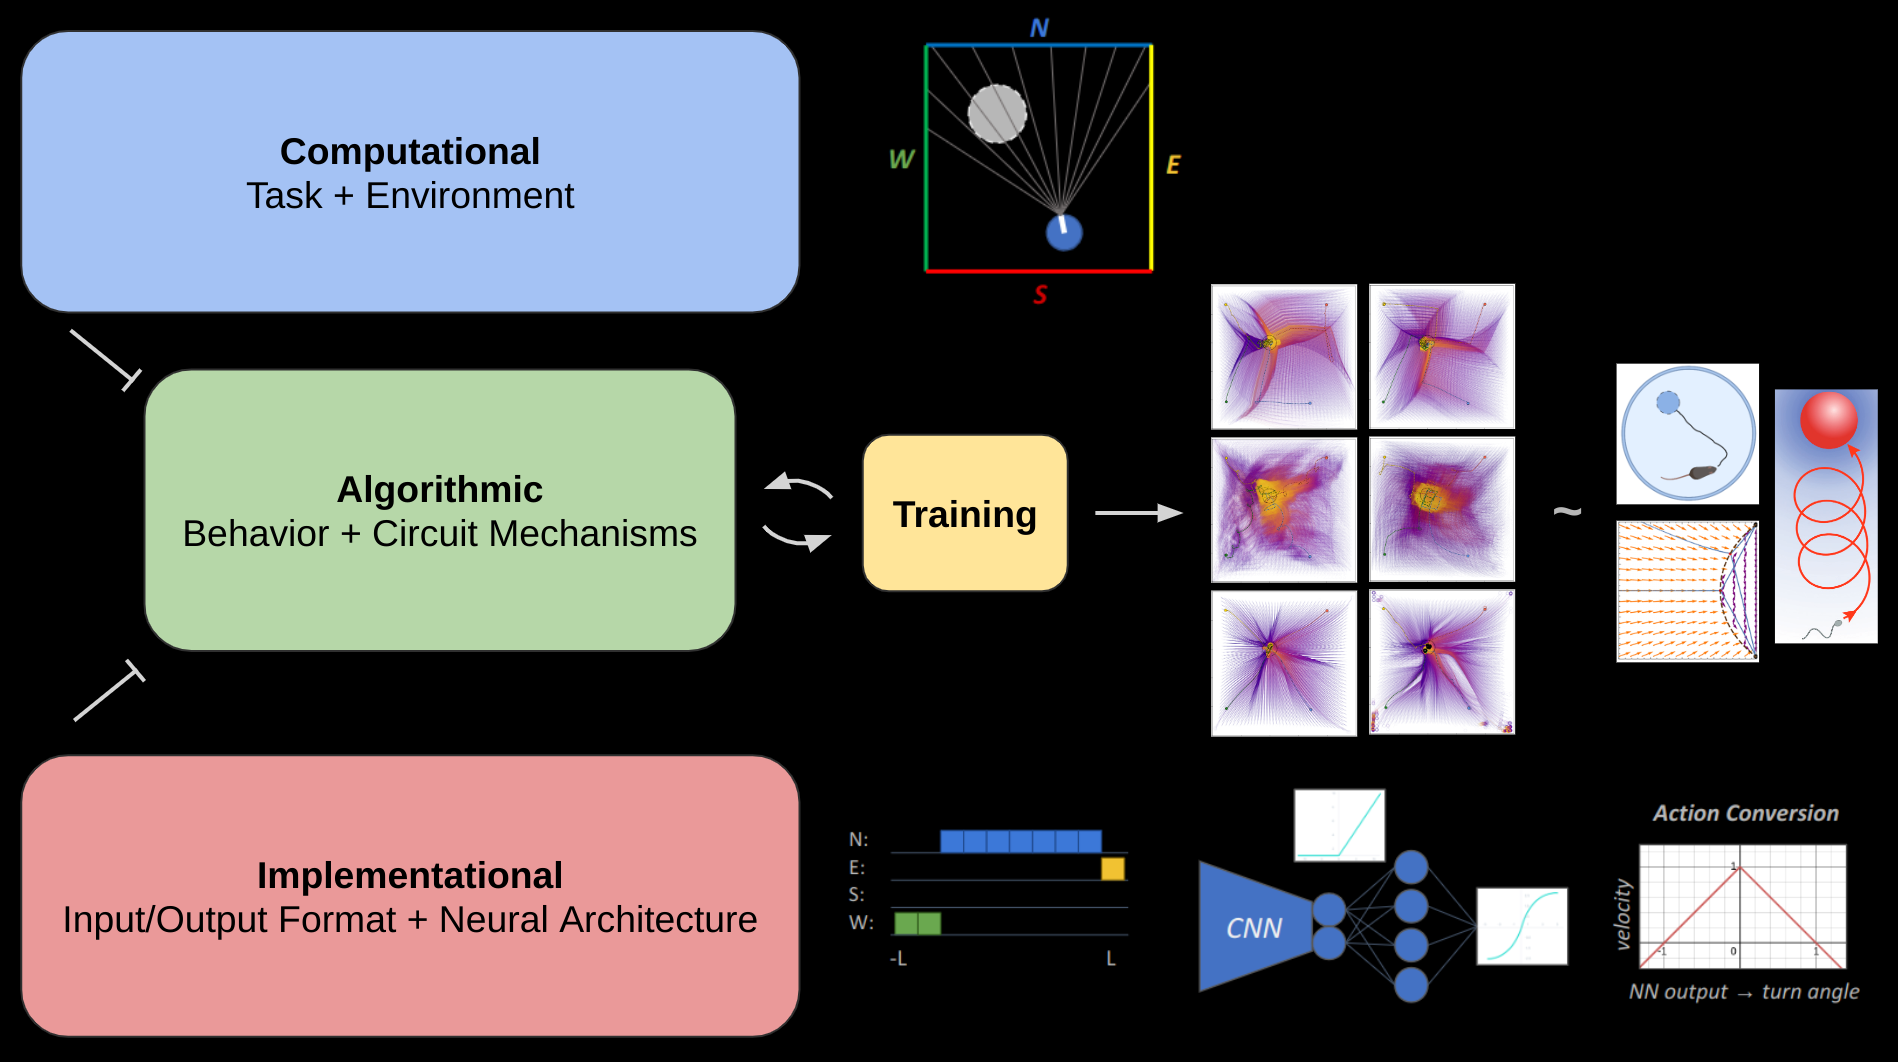 Computational
Task + Environment
N
W
E
S
Algorithmic
Behavior + Circuit Mechanisms
Training
~
Implementational
Input/Output Format + Neural Architecture
N:
E:
S:
W:
-L
L
CNN
Action Conversion
velocity
1
-1
0
1
NN output → turn angle